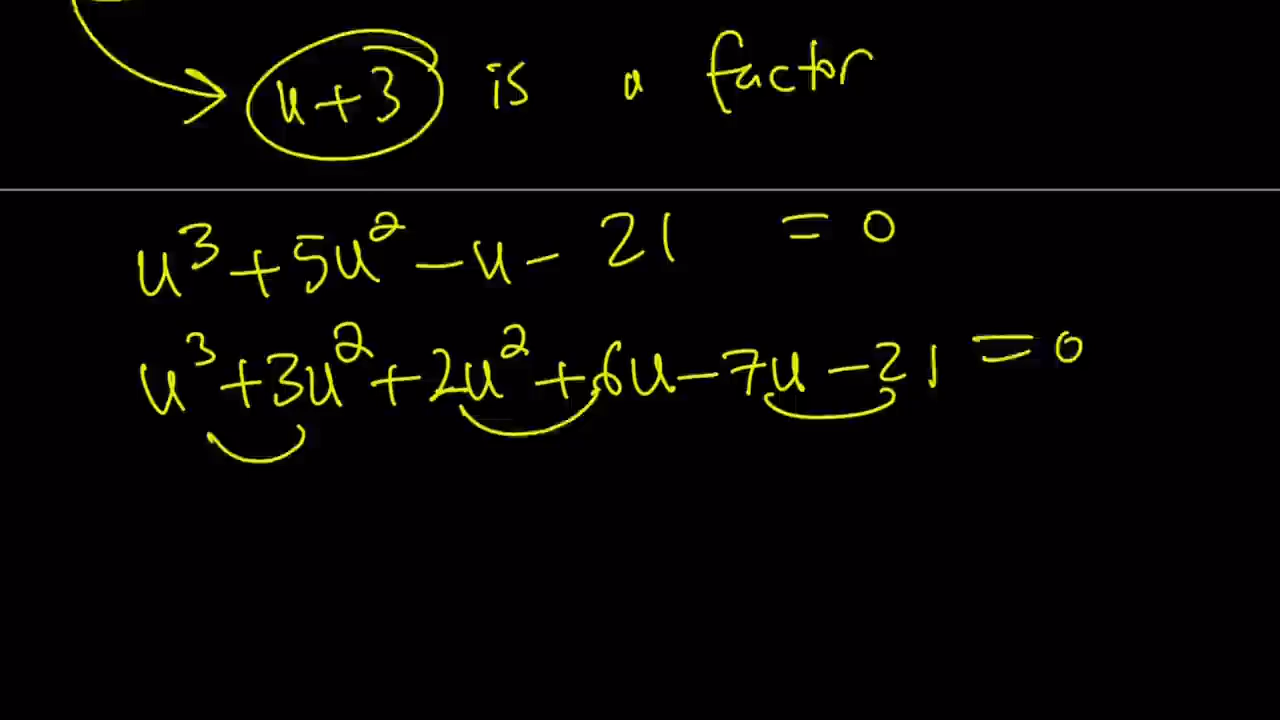 u+3 is a factor
u³+5u²-u-21 =0
u³+3u²+2u²+6u-7u-21=0